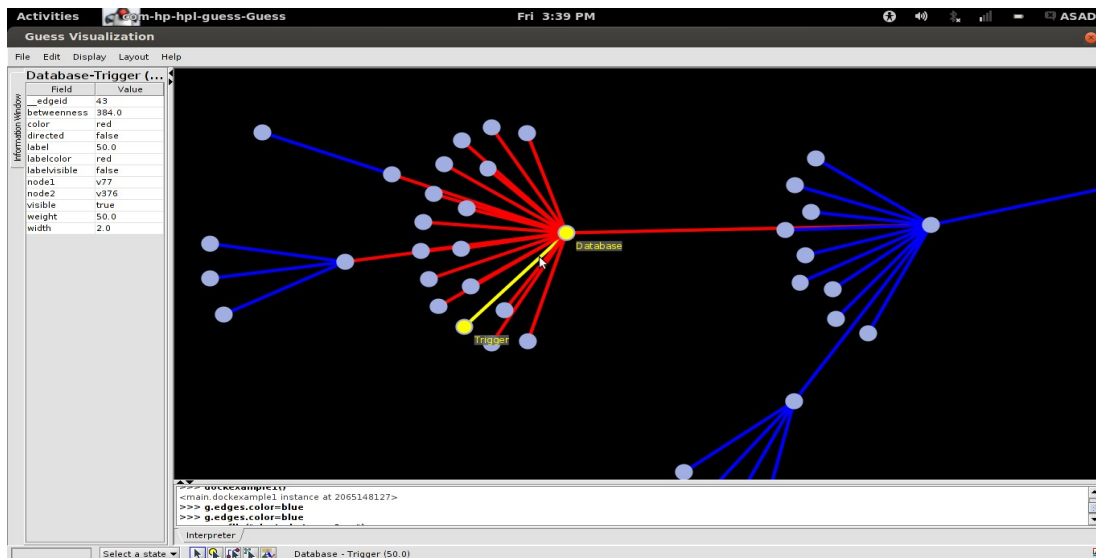 Activities com-hp-hpl-guess-Guess Fri 3:39 PM ASAD
Guess Visualization
File Edit Display Layout Help
Information Window
Database-Trigger (...
Field Value
__edgeid 43
betweenness 384.0
color red
directed false
label 50.0
labelcolor red
labelvisible false
node1 v77
node2 v376
visible true
weight 50.0
width 2.0
Database
Trigger
>>> dockexample1()
<main.dockexample1 instance at 2065148127>
>>> g.edges.color=blue
>>> g.edges.color=blue
Interpreter
Select a state Database - Trigger (50.0)